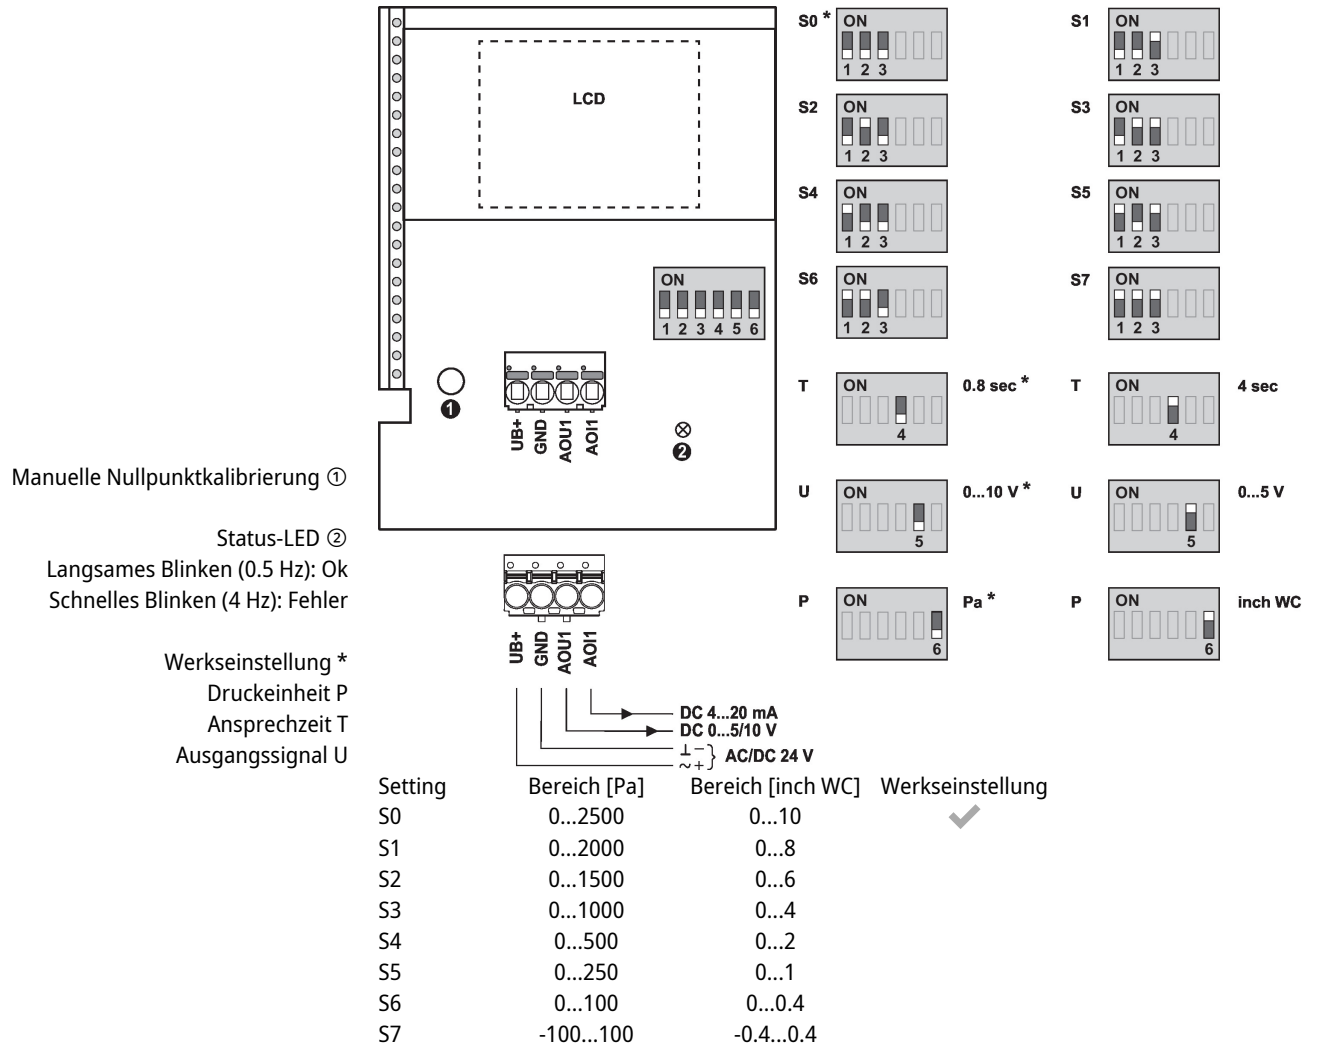 LCD
ON
1 2 3 4 5 6
UB+
GND
AOU1
AOI1
❶
❷
Manuelle Nullpunktkalibrierung ①
Status-LED ②
Langsames Blinken (0.5 Hz): Ok
Schnelles Blinken (4 Hz): Fehler
Werkseinstellung *
Druckeinheit P
Ansprechzeit T
Ausgangssignal U
UB+
GND
AOU1
AOI1
DC 4...20 mA
DC 0...5/10 V
⊥ −
~ +
AC/DC 24 V
S0 *
ON
1 2 3
S1
ON
1 2 3
S2
ON
1 2 3
S3
ON
1 2 3
S4
ON
1 2 3
S5
ON
1 2 3
S6
ON
1 2 3
S7
ON
1 2 3
T
ON
4
0.8 sec *
T
ON
4
4 sec
U
ON
5
0...10 V *
U
ON
5
0...5 V
P
ON
6
Pa *
P
ON
6
inch WC
Setting Bereich [Pa] Bereich [inch WC] Werkseinstellung
S0 0...2500 0...10 ✔
S1 0...2000 0...8
S2 0...1500 0...6
S3 0...1000 0...4
S4 0...500 0...2
S5 0...250 0...1
S6 0...100 0...0.4
S7 -100...100 -0.4...0.4